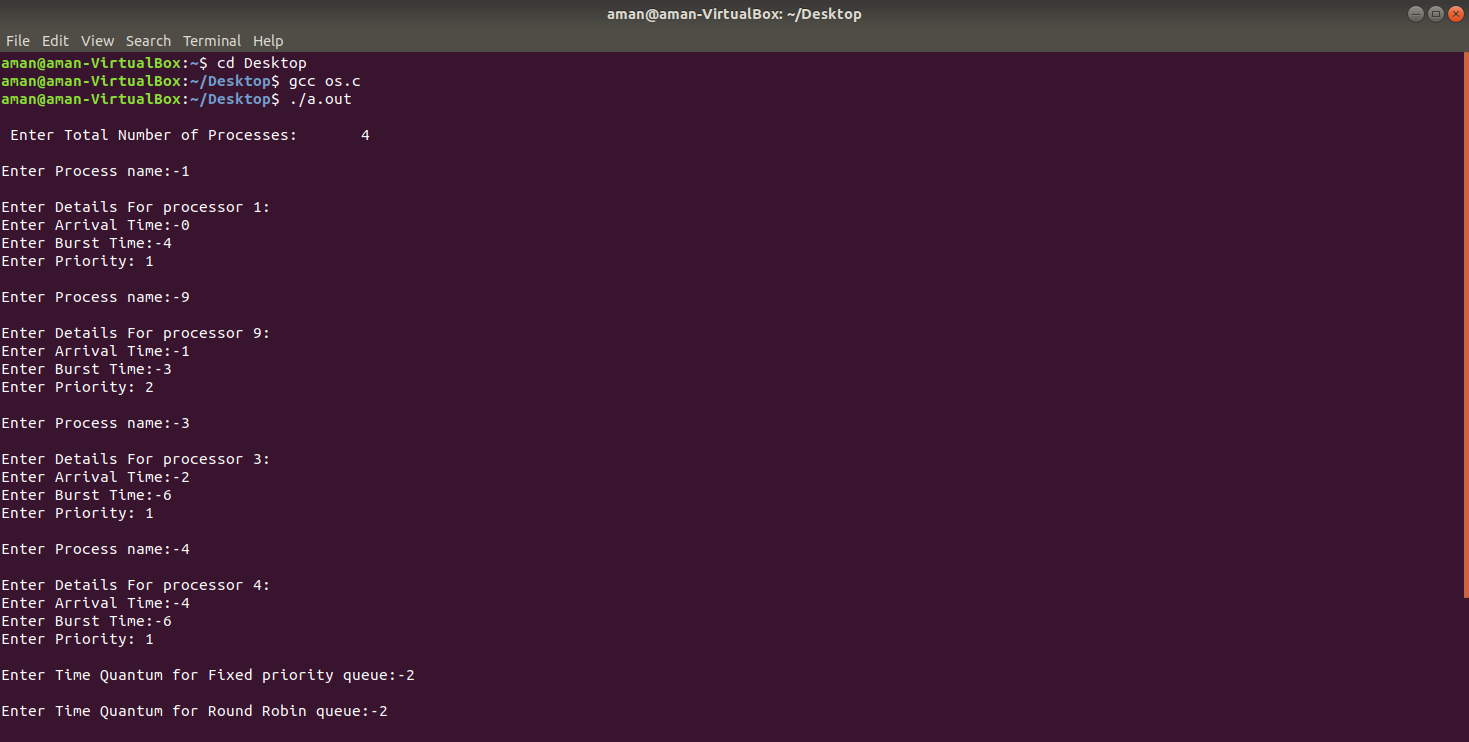 aman@aman-VirtualBox: ~/Desktop
File Edit View Search Terminal Help
aman@aman-VirtualBox:~$ cd Desktop
aman@aman-VirtualBox:~/Desktop$ gcc os.c
aman@aman-VirtualBox:~/Desktop$ ./a.out
Enter Total Number of Processes: 4
Enter Process name:-1
Enter Details For processor 1:
Enter Arrival Time:-0
Enter Burst Time:-4
Enter Priority: 1
Enter Process name:-9
Enter Details For processor 9:
Enter Arrival Time:-1
Enter Burst Time:-3
Enter Priority: 2
Enter Process name:-3
Enter Details For processor 3:
Enter Arrival Time:-2
Enter Burst Time:-6
Enter Priority: 1
Enter Process name:-4
Enter Details For processor 4:
Enter Arrival Time:-4
Enter Burst Time:-6
Enter Priority: 1
Enter Time Quantum for Fixed priority queue:-2
Enter Time Quantum for Round Robin queue:-2